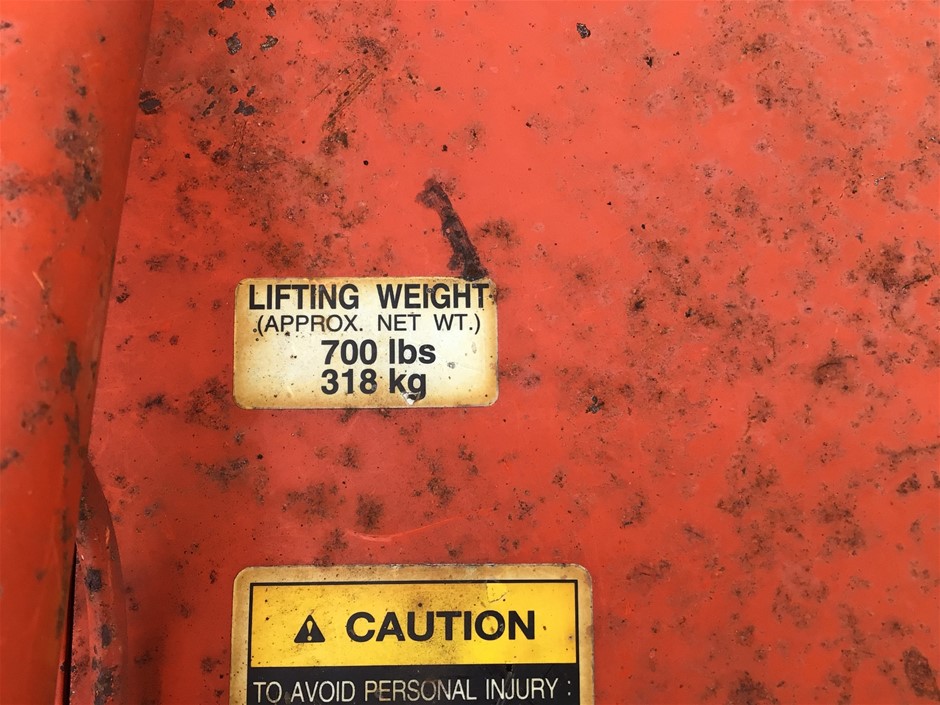 LIFTING WEIGHT
(APPROX. NET WT.)
700 lbs
318 kg
CAUTION
TO AVOID PERSONAL INJURY :